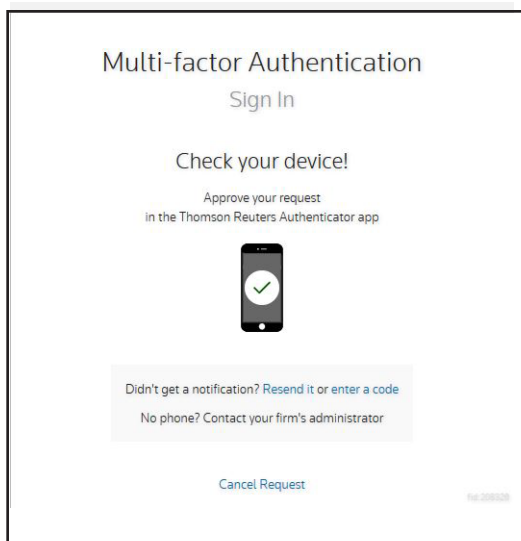 Multi-factor Authentication
Sign In
Check your device!
Approve your request
in the Thomson Reuters Authenticator app
Didn't get a notification? Resend it or enter a code
No phone? Contact your firm's administrator
Cancel Request